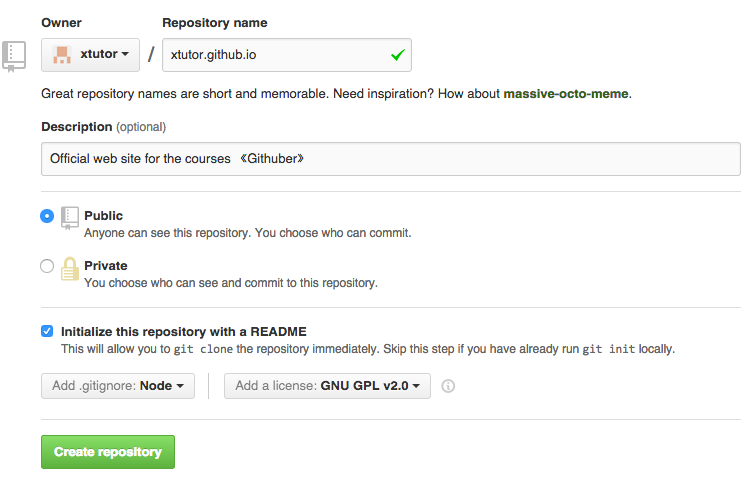 Owner Repository name
xtutor / xtutor.github.io
Great repository names are short and memorable. Need inspiration? How about massive-octo-meme.
Description (optional)
Official web site for the courses 《Githuber》
Public
Anyone can see this repository. You choose who can commit.
Private
You choose who can see and commit to this repository.
Initialize this repository with a README
This will allow you to git clone the repository immediately. Skip this step if you have already run git init locally.
Add .gitignore: Node Add a license: GNU GPL v2.0
Create repository